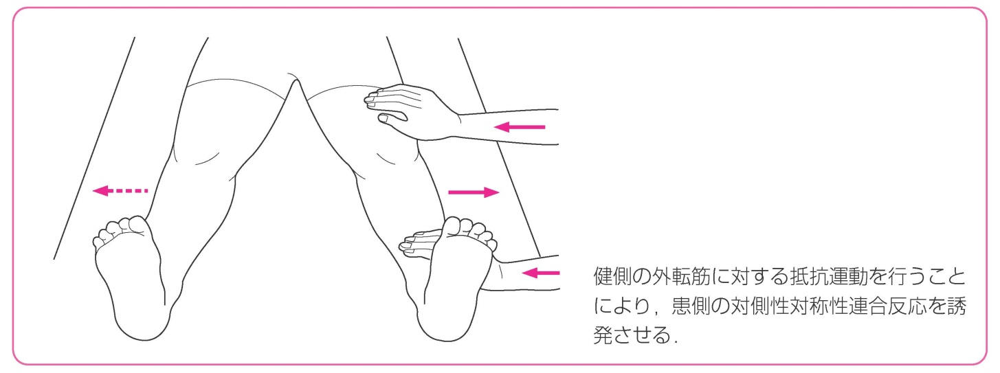 健側の外転筋に対する抵抗運動を行うこと
により，患側の対側性対称性連合反応を誘
発させる．